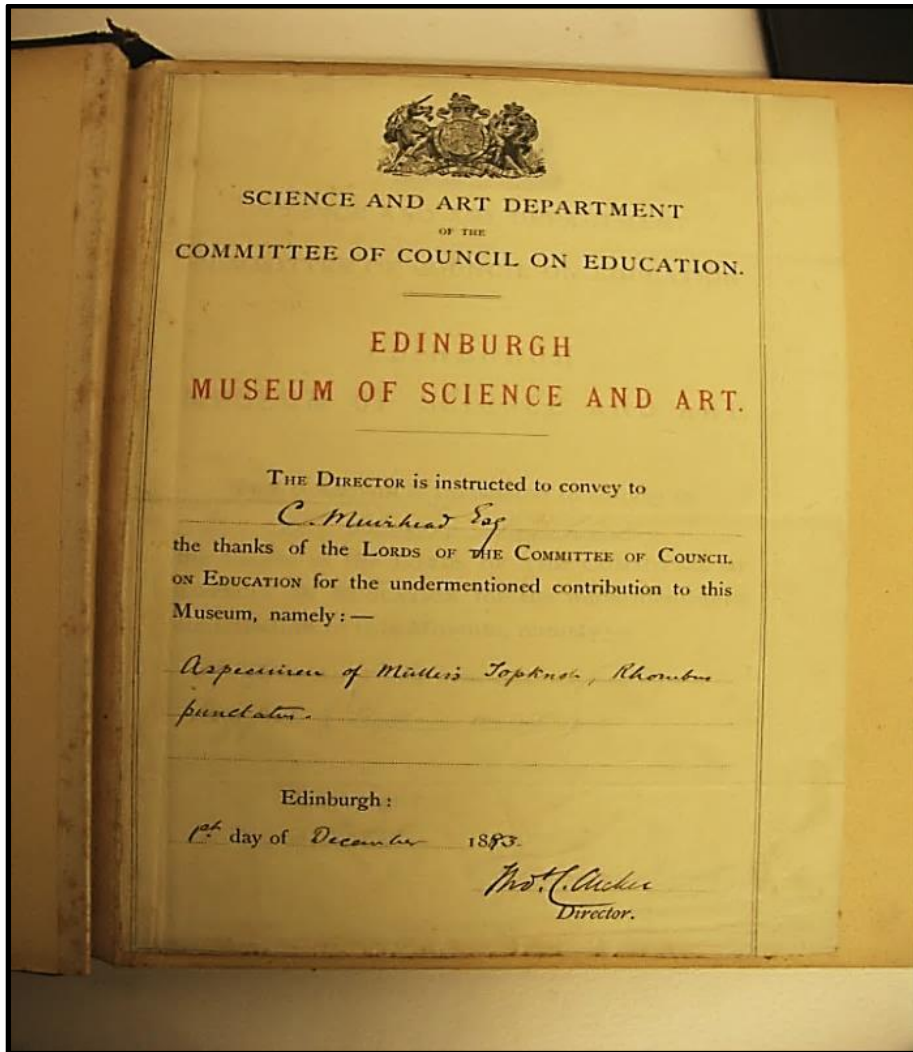 SCIENCE AND ART DEPARTMENT
OF THE
COMMITTEE OF COUNCIL ON EDUCATION.
EDINBURGH
MUSEUM OF SCIENCE AND ART.
THE DIRECTOR is instructed to convey to
C. Muirhead Esq
the thanks of the LORDS OF THE COMMITTEE OF COUNCIL
ON EDUCATION for the undermentioned contribution to this
Museum, namely:—
A specimen of Müller's Topknot, Rhombus
punctatus.
Edinburgh:
1st day of December 1883.
Thos. C. Archer
Director.